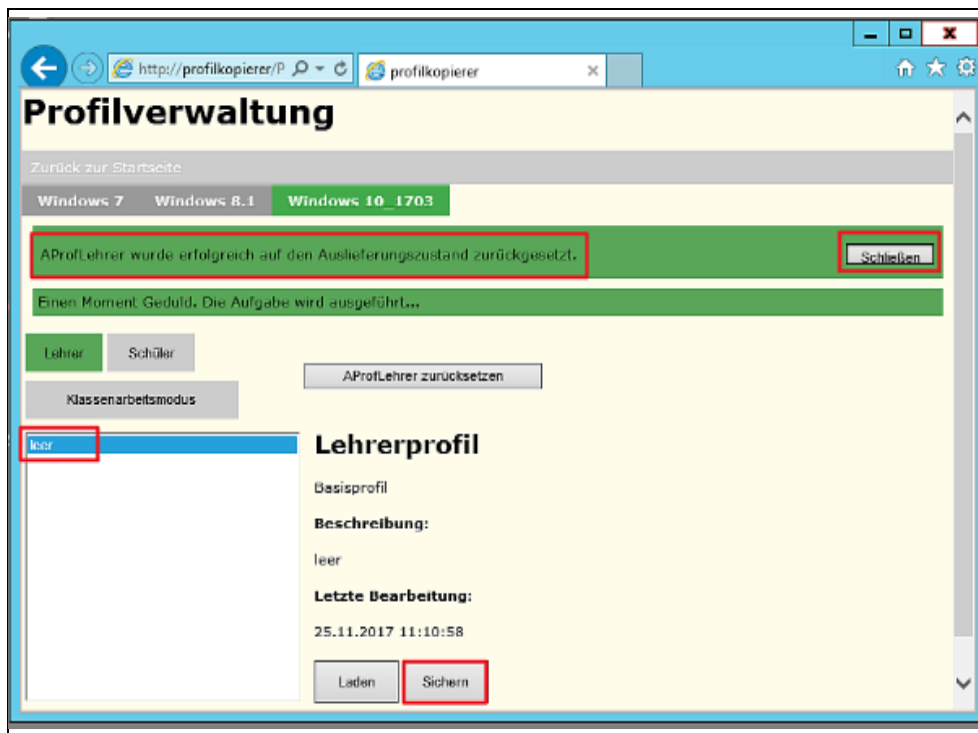 http://profilkopierer/P
profilkopierer
Profilverwaltung
Zurück zur Startseite
Windows 7 Windows 8.1 Windows 10_1703
AProfLehrer wurde erfolgreich auf den Auslieferungszustand zurückgesetzt.
Schließen
Einen Moment Geduld. Die Aufgabe wird ausgeführt...
Lehrer Schüler
AProfLehrer zurücksetzen
Klassenarbeitsmodus
leer
Lehrerprofil
Basisprofil
Beschreibung:
leer
Letzte Bearbeitung:
25.11.2017 11:10:58
Laden Sichern